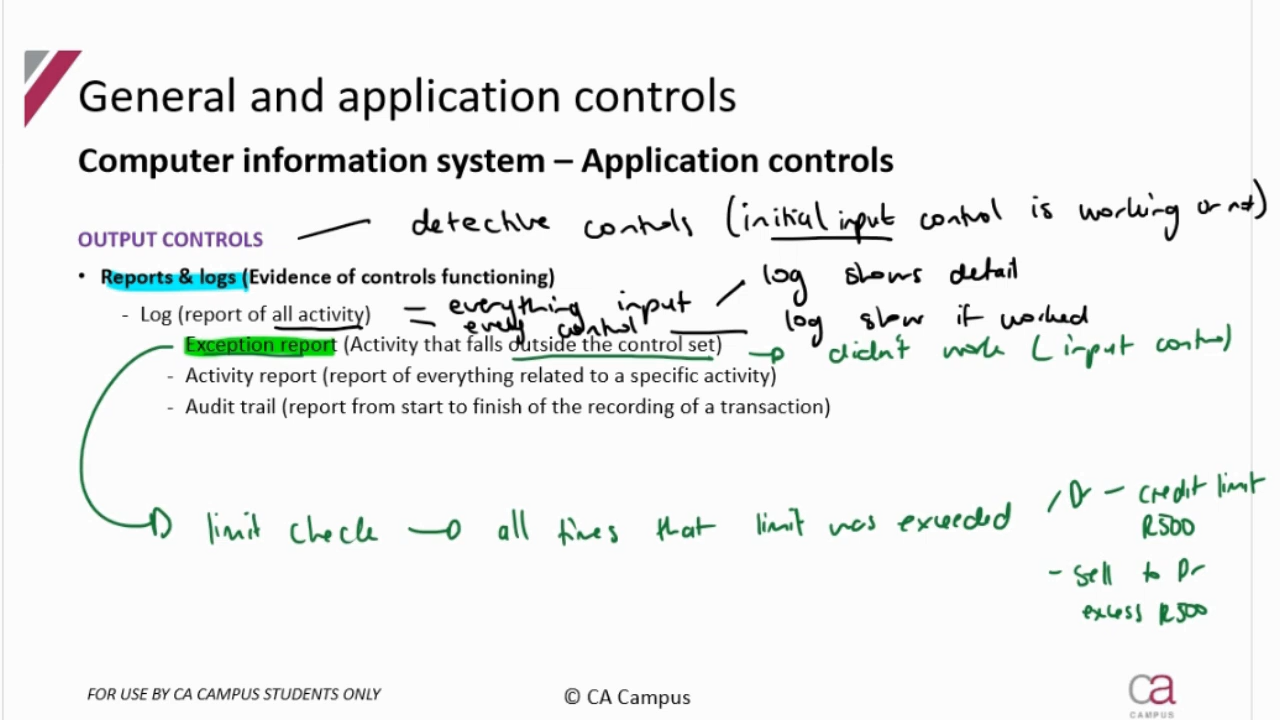 General and application controls
Computer information system – Application controls
detective controls (initial input control is working or not)
OUTPUT CONTROLS
• Reports & logs (Evidence of controls functioning)
log shows detail
- Log (report of all activity) – everything input
– every control log show if worked
Exception report (Activity that falls outside the control set) → didn't work (input control)
- Activity report (report of everything related to a specific activity)
- Audit trail (report from start to finish of the recording of a transaction)
limit check → all times that limit was exceeded
Dr – credit limit
R500
- sell to Dr
excess R500
FOR USE BY CA CAMPUS STUDENTS ONLY
© CA Campus
ca
CAMPUS